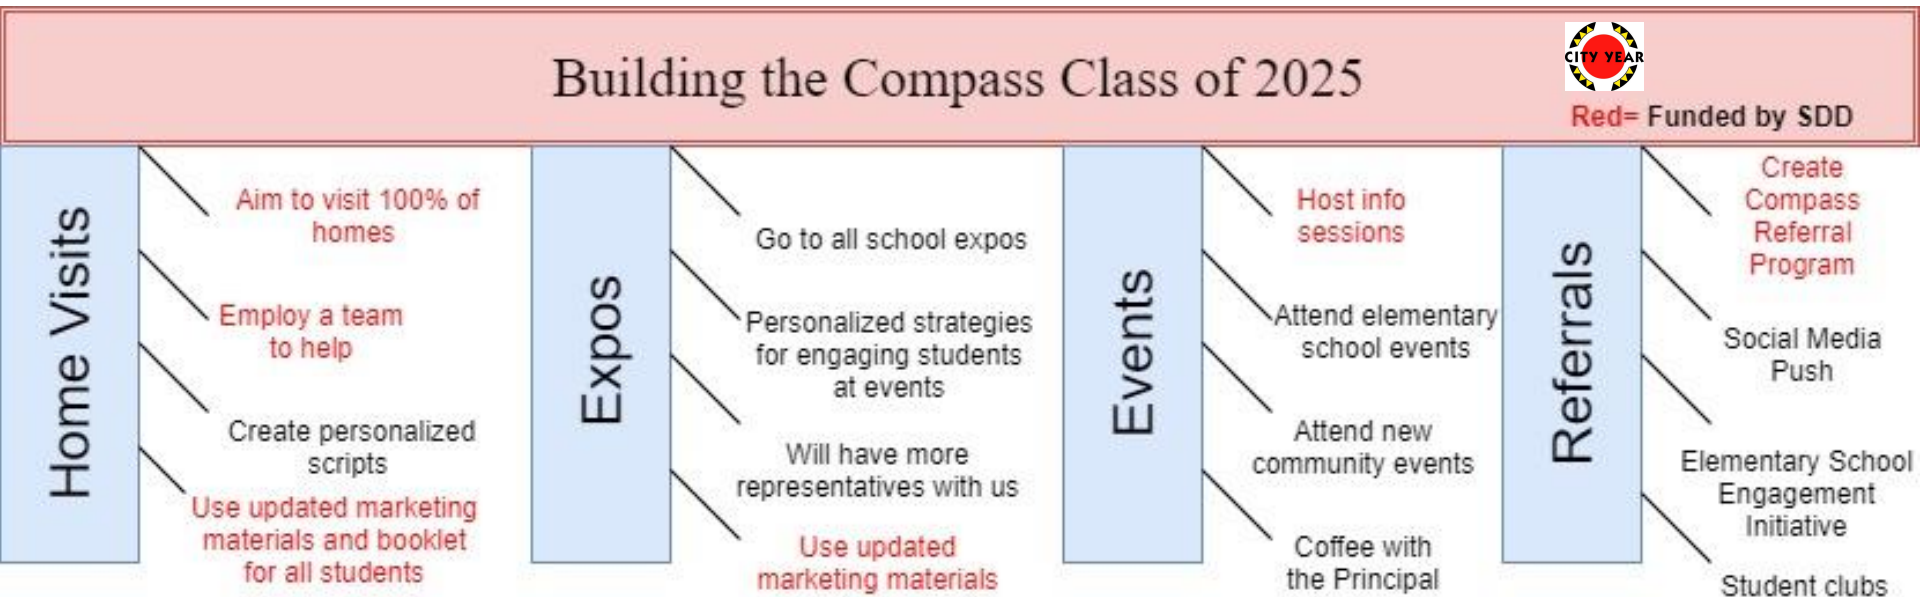 Building the Compass Class of 2025
CITY YEAR
Red= Funded by SDD
Home Visits
Aim to visit 100% of
homes
Employ a team
to help
Create personalized
scripts
Use updated marketing
materials and booklet
for all students
Expos
Go to all school expos
Personalized strategies
for engaging students
at events
Will have more
representatives with us
Use updated
marketing materials
Events
Host info
sessions
Attend elementary
school events
Attend new
community events
Coffee with
the Principal
Referrals
Create
Compass
Referral
Program
Social Media
Push
Elementary School
Engagement
Initiative
Student clubs